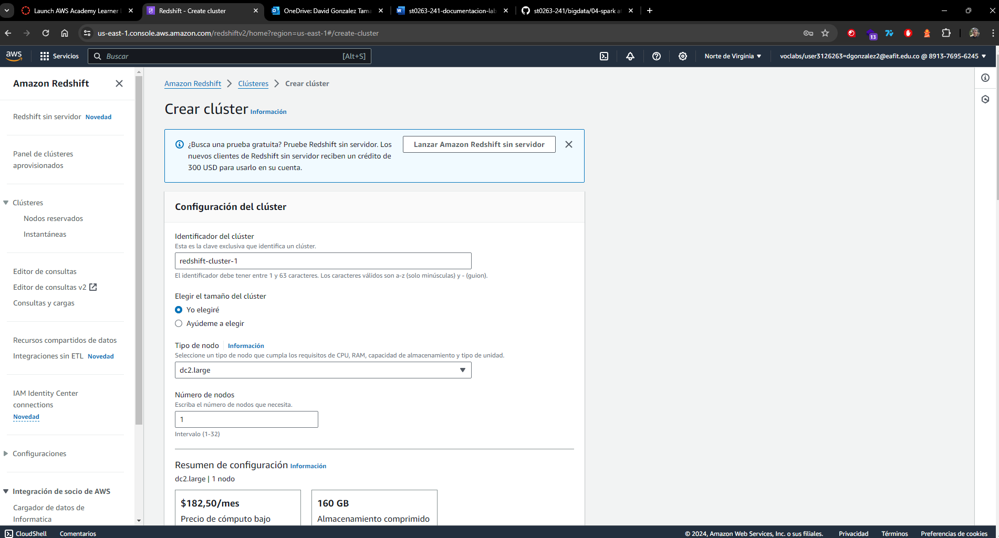 Launch AWS Academy Learner L
Redshift - Create cluster
OneDrive: David Gonzalez Tama
st0263-241-documentacion-lab
st0263-241/bigdata/04-spark at
us-east-1.console.aws.amazon.com/redshiftv2/home?region=us-east-1#/create-cluster
13
aws
Servicios
Buscar
[Alt+S]
Norte de Virginia
voclabs/user3126263=dgonzalez2@eafit.edu.co @ 8913-7695-6245
Amazon Redshift
Redshift sin servidor Novedad
Panel de clústeres
aprovisionados
Clústeres
Nodos reservados
Instantáneas
Editor de consultas
Editor de consultas v2
Consultas y cargas
Recursos compartidos de datos
Integraciones sin ETL Novedad
IAM Identity Center
connections
Novedad
Configuraciones
Integración de socio de AWS
Cargador de datos de
Informatica
Amazon Redshift
Clústeres
Crear clúster
Crear clúster Información
¿Busca una prueba gratuita? Pruebe Redshift sin servidor. Los
nuevos clientes de Redshift sin servidor reciben un crédito de
300 USD para usarlo en su cuenta.
Lanzar Amazon Redshift sin servidor
Configuración del clúster
Identificador del clúster
Esta es la clave exclusiva que identifica un clúster.
redshift-cluster-1
El identificador debe tener entre 1 y 63 caracteres. Los caracteres válidos son a-z (solo minúsculas) y - (guion).
Elegir el tamaño del clúster
Yo elegiré
Ayúdeme a elegir
Tipo de nodo Información
Seleccione un tipo de nodo que cumpla los requisitos de CPU, RAM, capacidad de almacenamiento y tipo de unidad.
dc2.large
Número de nodos
Escriba el número de nodos que necesita.
1
Intervalo (1-32)
Resumen de configuración Información
dc2.large | 1 nodo
$182,50/mes
Precio de cómputo bajo
160 GB
Almacenamiento comprimido
CloudShell
Comentarios
© 2024, Amazon Web Services, Inc. o sus filiales.
Privacidad
Términos
Preferencias de cookies